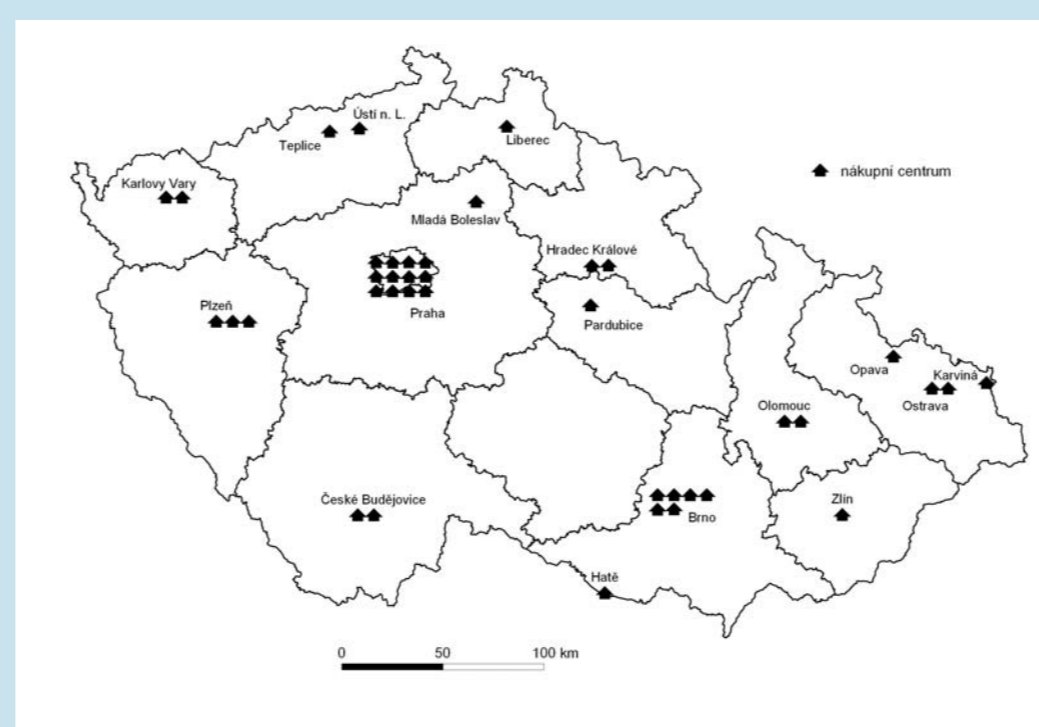 Ústí n. L.
Teplice
Liberec
nákupní centrum
Karlovy Vary
Mladá Boleslav
Hradec Králové
Plzeň
Praha
Pardubice
Opava
Karviná
Olomouc
Ostrava
České Budějovice
Zlín
Brno
Hatě
0 50 100 km